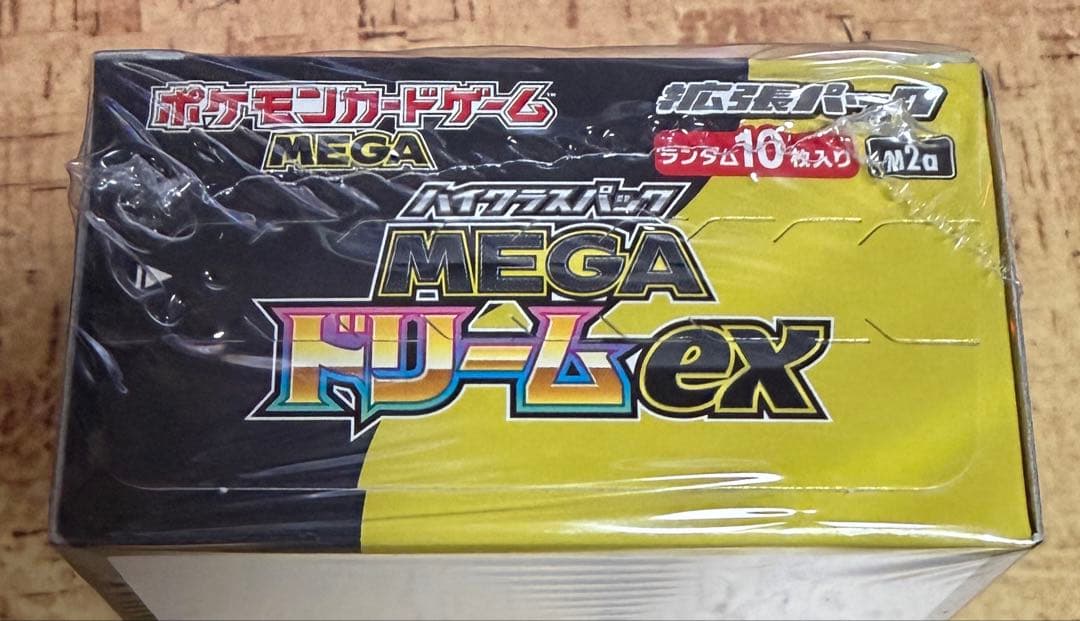 ポケモンカードゲーム
MEGA
拡張パック
ランダム10枚入り M2a
ハイクラスパック
MEGA
ドリームex